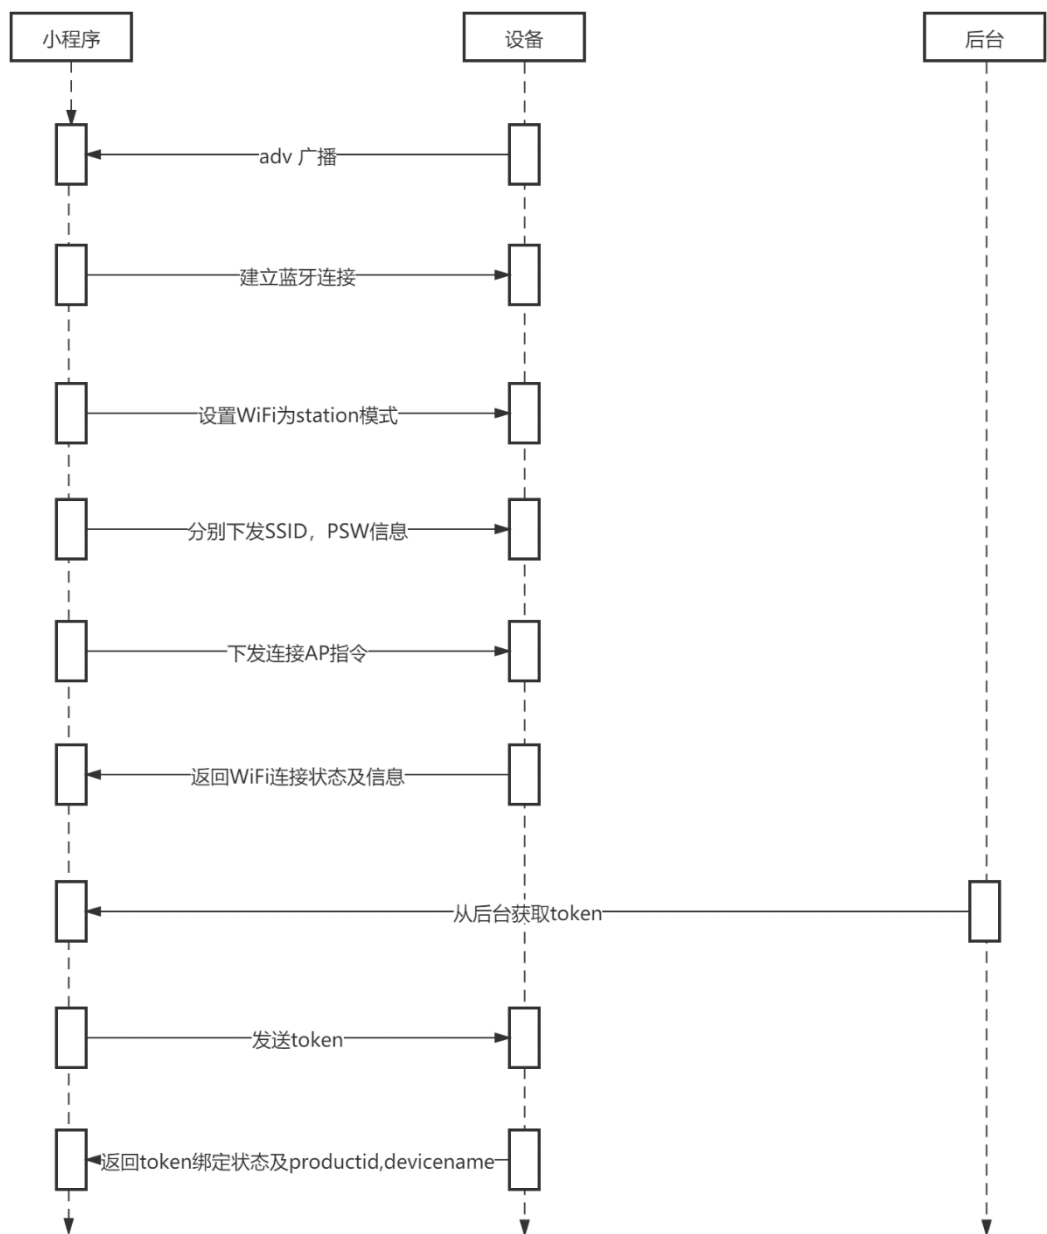 小程序
设备
后台
adv 广播
建立蓝牙连接
设置WiFi为station模式
分别下发SSID，PSW信息
下发连接AP指令
返回WiFi连接状态及信息
从后台获取token
发送token
返回token绑定状态及productid,devicename